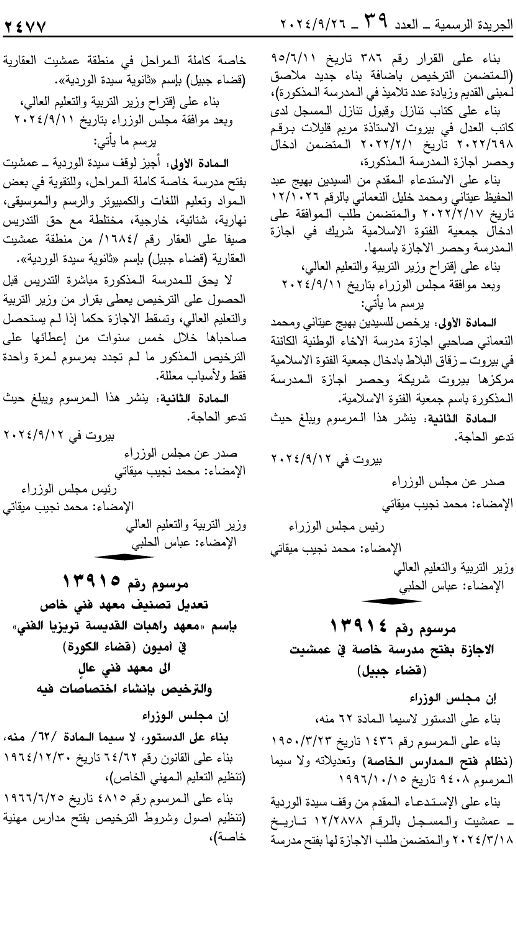 الجريدة الرسمية ــ العدد ٣٩ ــ ٢٠٢٤/٩/٢٦
٢٤٧٧
بناء على القرار رقم ٣٨٦ تاريخ ٩٥/٦/١١
(المتضمن الترخيص باضافة بناء جديد ملاصق
لمبنى القديم وزيادة عدد تلاميذ في المدرسة المذكورة)،
بناء على كتاب تنازل وقبول تنازل المسجل لدى
كاتب العدل في بيروت الاستاذة مريم قليلات برقم
٢٠٢٢/٦٩٨ تاريخ ٢٠٢٢/٢/١ المتضمن ادخال
وحصر اجازة المدرسة المذكورة،
بناء على الاستدعاء المقدم من السيدين بهيج عبد
الحفيظ عيتاني ومحمد خليل النعماني بالرقم ١٢/١٠٢٦
تاريخ ٢٠٢٢/٢/١٧ والمتضمن طلب الموافقة على
ادخال جمعية الفتوة الاسلامية شريك في اجازة
المدرسة وحصر الاجازة باسمها.
بناء على إقتراح وزير التربية والتعليم العالي،
وبعد موافقة مجلس الوزراء بتاريخ ٢٠٢٤/٩/١١
يرسم ما يأتي:
المادة الأولى: يرخص للسيدين بهيج عيتاني ومحمد
النعماني صاحبي اجازة مدرسة الاخاء الوطنية الكائنة
في بيروت ــ زقاق البلاط بادخال جمعية الفتوة الاسلامية
مركزها بيروت شريكة وحصر اجازة المدرسة
المذكورة باسم جمعية الفتوة الاسلامية.
المادة الثانية: ينشر هذا المرسوم ويبلغ حيث
تدعو الحاجة.
بيروت في ٢٠٢٤/٩/١٢
صدر عن مجلس الوزراء
الإمضاء: محمد نجيب ميقاتي
رئيس مجلس الوزراء
الإمضاء: محمد نجيب ميقاتي
وزير التربية والتعليم العالي
الإمضاء: عباس الحلبي
مرسوم رقم ١٣٩١٤
الاجازة بفتح مدرسة خاصة في عمشيت
(قضاء جبيل)
إن مجلس الوزراء
بناء على الدستور لاسيما المادة ٦٢ منه،
بناء على المرسوم رقم ١٤٣٦ تاريخ ١٩٥٠/٣/٢٣
(نظام فتح المدارس الخاصة) وتعديلاته ولا سيما
المرسوم ٩٤٠٨ تاريخ ١٩٩٦/١٠/١٥
بناء على الإستدعاء المقدم من وقف سيدة الوردية
ــ عمشيت والمسجل بالرقم ١٢/٢٨٧٨ تاريخ
٢٠٢٤/٣/١٨ والمتضمن طلب الاجازة لها بفتح مدرسة
خاصة كاملة المراحل في منطقة عمشيت العقارية
(قضاء جبيل) بإسم «ثانوية سيدة الوردية».
بناء على إقتراح وزير التربية والتعليم العالي،
وبعد موافقة مجلس الوزراء بتاريخ ٢٠٢٤/٩/١١
يرسم ما يأتي:
المادة الأولى: أجيز لوقف سيدة الوردية ــ عمشيت
بفتح مدرسة خاصة كاملة المراحل، وللتقوية في بعض
المواد وتعليم اللغات والكمبيوتر والرسم والموسيقى،
نهارية، شتائية، خارجية، مختلطة مع حق التدريس
صيفا على العقار رقم /١٦٨٤/ من منطقة عمشيت
العقارية (قضاء جبيل) بإسم «ثانوية سيدة الوردية».
لا يحق للمدرسة المذكورة مباشرة التدريس قبل
الحصول على الترخيص يعطى بقرار من وزير التربية
والتعليم العالي، وتسقط الاجازة حكما إذا لم يستحصل
صاحبها خلال خمس سنوات من إعطائها على
الترخيص المذكور ما لم تجدد بمرسوم لمرة واحدة
فقط ولأسباب معللة.
المادة الثانية: ينشر هذا المرسوم ويبلغ حيث
تدعو الحاجة.
بيروت في ٢٠٢٤/٩/١٢
صدر عن مجلس الوزراء
الإمضاء: محمد نجيب ميقاتي
رئيس مجلس الوزراء
الإمضاء: محمد نجيب ميقاتي
وزير التربية والتعليم العالي
الإمضاء: عباس الحلبي
مرسوم رقم ١٣٩١٥
تعديل تصنيف معهد فني خاص
بإسم «معهد راهبات القديسة تريزيا الفني»
في أميون (قضاء الكورة)
الى معهد فني عالٍ
والترخيص بإنشاء اختصاصات فيه
إن مجلس الوزراء
بناء على الدستور، لا سيما المادة /٦٢/ منه،
بناء على القانون رقم ٦٤/٦٢ تاريخ ١٩٦٤/١٢/٣٠
(تنظيم التعليم المهني الخاص)،
بناء على المرسوم رقم ٤٨١٥ تاريخ ١٩٦٦/٦/٢٥
(تنظيم اصول وشروط الترخيص بفتح مدارس مهنية
خاصة)،